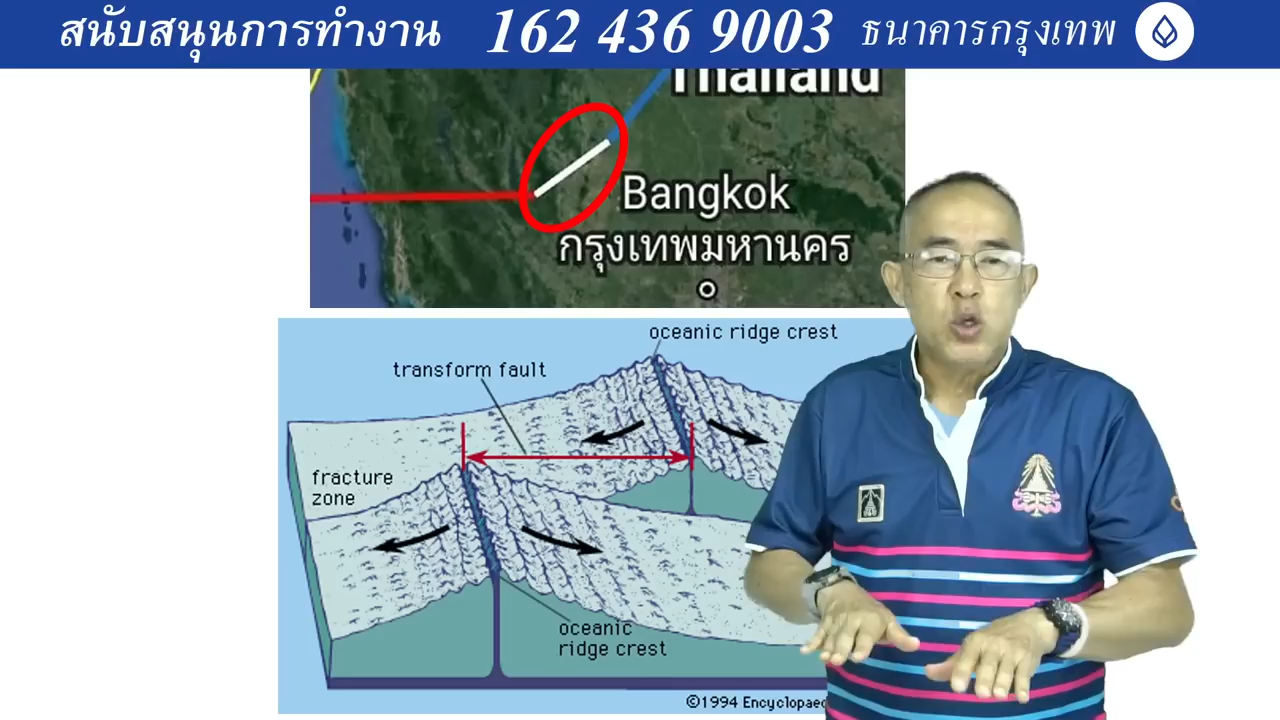 สนับสนุนการทำงาน 162 436 9003 ธนาคารกรุงเทพ
Thailand
Bangkok
กรุงเทพมหานคร
oceanic ridge crest
transform fault
fracture
zone
oceanic
ridge crest
©1994 Encyclopaed